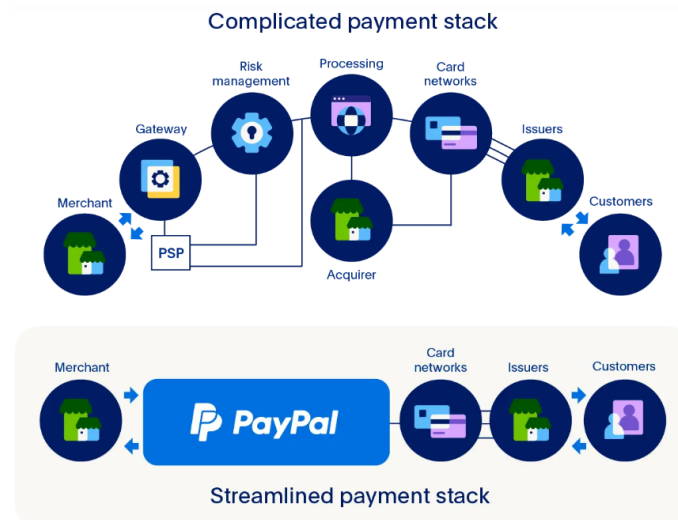 Complicated payment stack
Processing
Risk
management
Card
networks
Gateway
Issuers
Merchant
Customers
PSP
Acquirer
Merchant
Card
networks
Issuers
Customers
PayPal
Streamlined payment stack